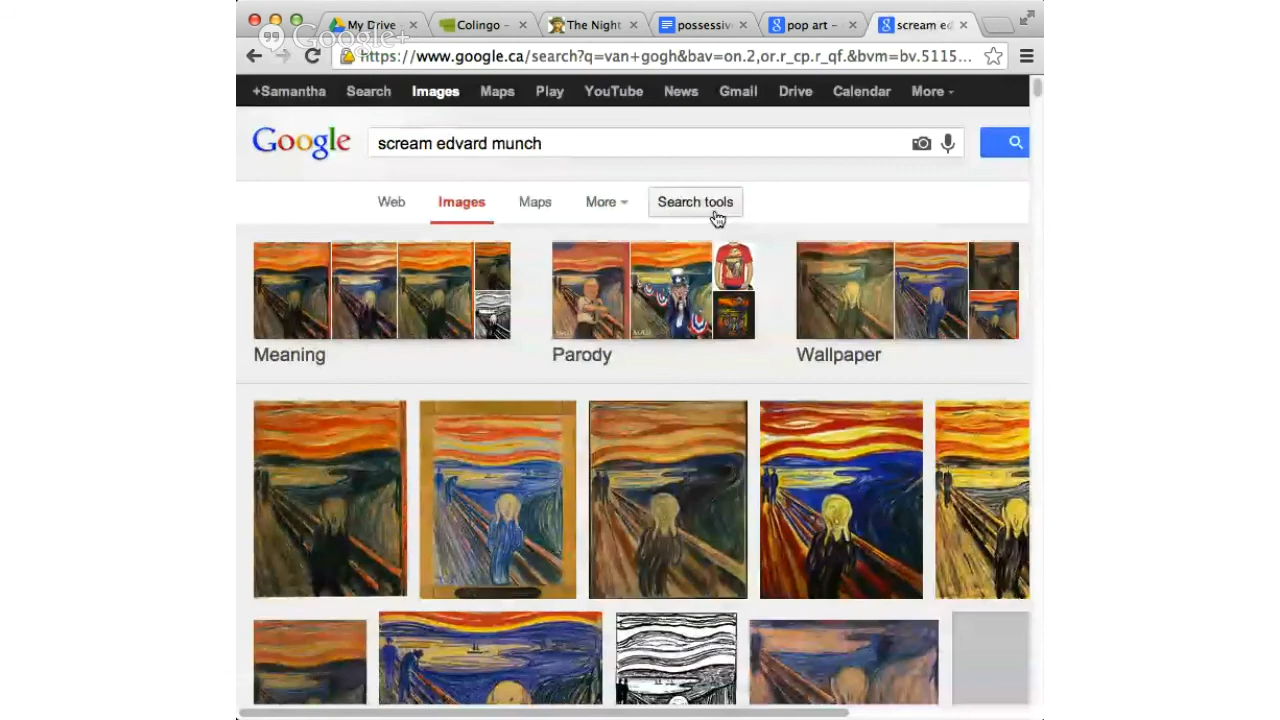 My Drive Colingo – The Night possessiv pop art – scream ed
Google+
https://www.google.ca/search?q=van+gogh&bav=on.2,or.r_cp.r_qf.&bvm=bv.5115...
+Samantha Search Images Maps Play YouTube News Gmail Drive Calendar More
Google scream edvard munch
Web Images Maps More Search tools
Meaning Parody Wallpaper